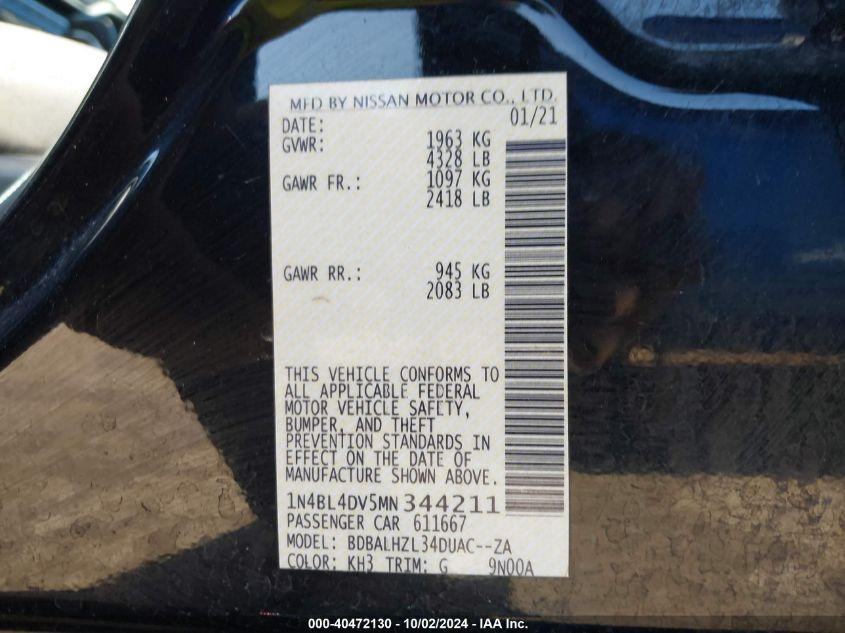 MFD BY NISSAN MOTOR CO., LTD.
DATE: 01/21
GVWR: 1963 KG
4328 LB
GAWR FR.: 1097 KG
2418 LB
GAWR RR.: 945 KG
2083 LB
THIS VEHICLE CONFORMS TO
ALL APPLICABLE FEDERAL
MOTOR VEHICLE SAFETY,
BUMPER, AND THEFT
PREVENTION STANDARDS IN
EFFECT ON THE DATE OF
MANUFACTURE SHOWN ABOVE.
1N4BL4DV5MN344211
PASSENGER CAR 611667
MODEL: BDBALHZL34DUAC--ZA
COLOR: KH3 TRIM: G 9N00A
000-40472130 - 10/02/2024 - IAA Inc.